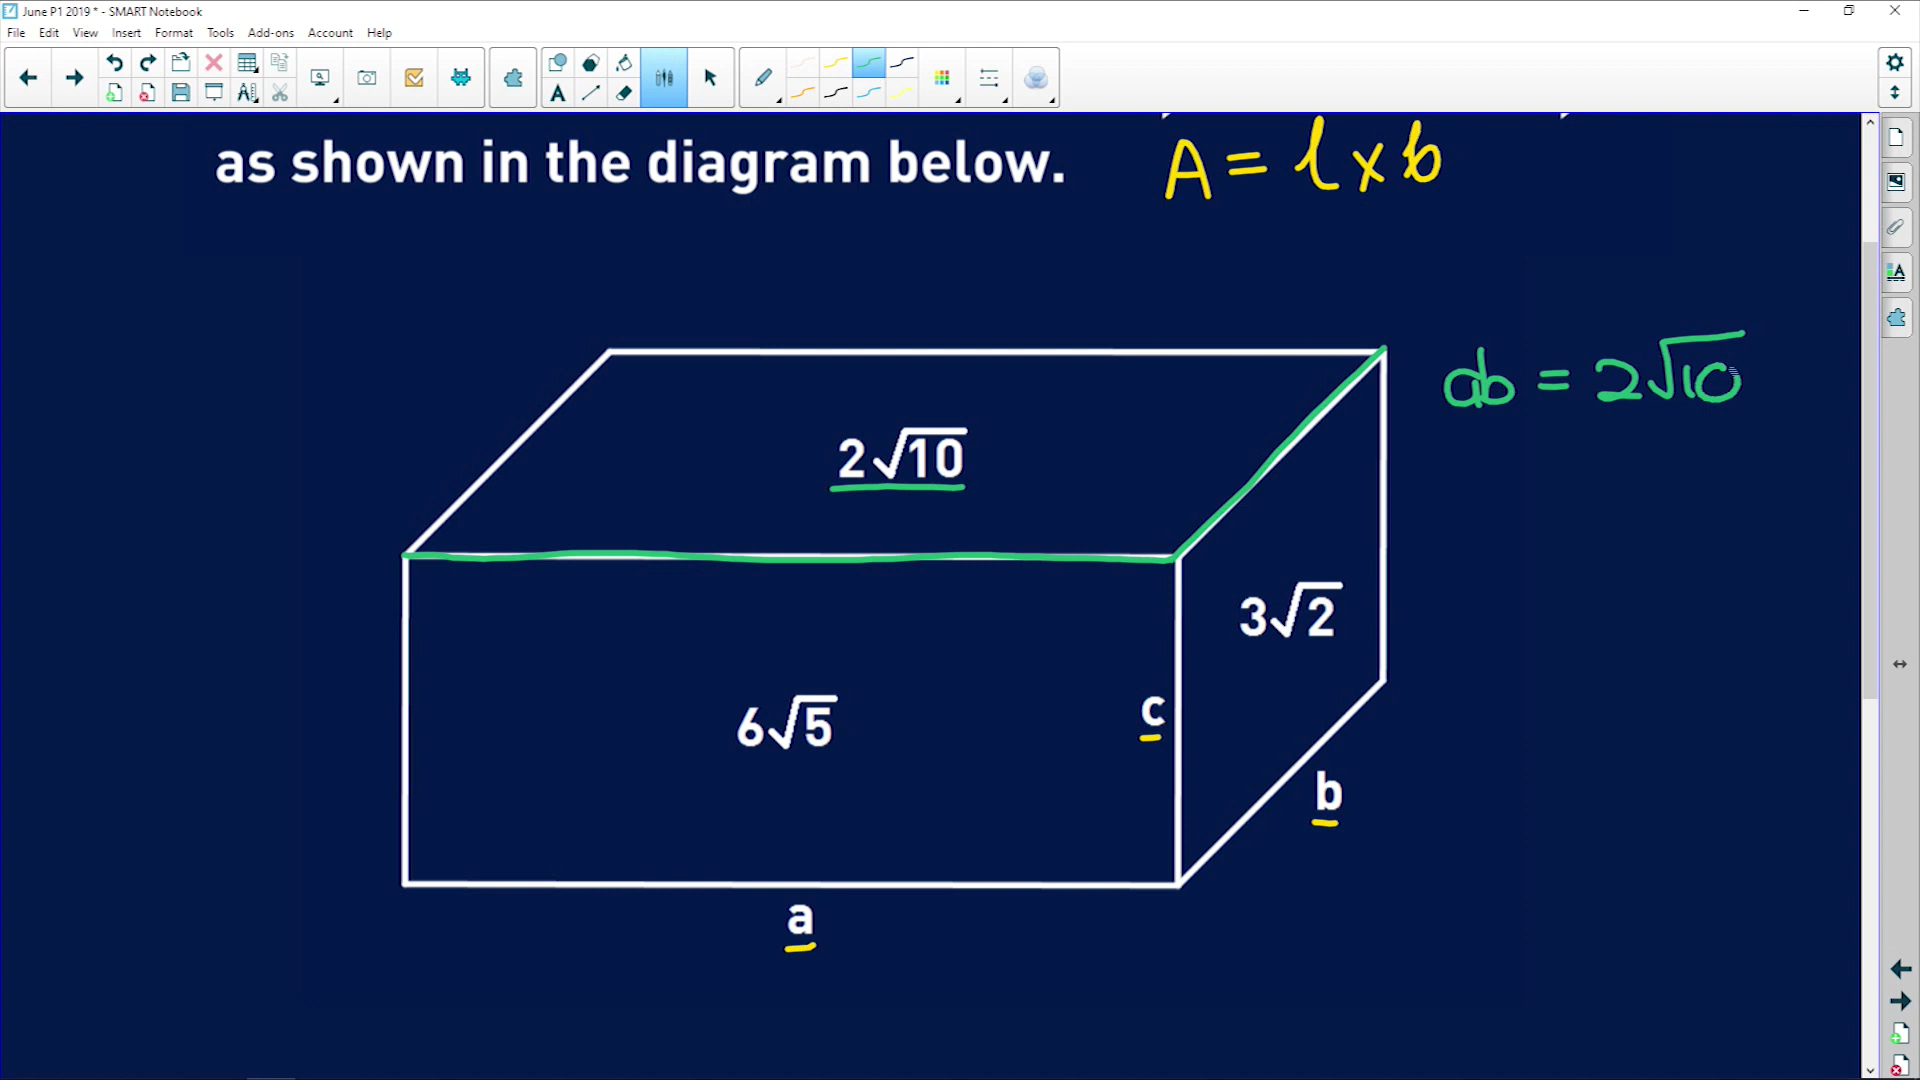 June P1 2019 * - SMART Notebook
File Edit View Insert Format Tools Add-ons Account Help
as shown in the diagram below.
A = l x b
ab = 2√10
2√10
3√2
6√5
c
b
a